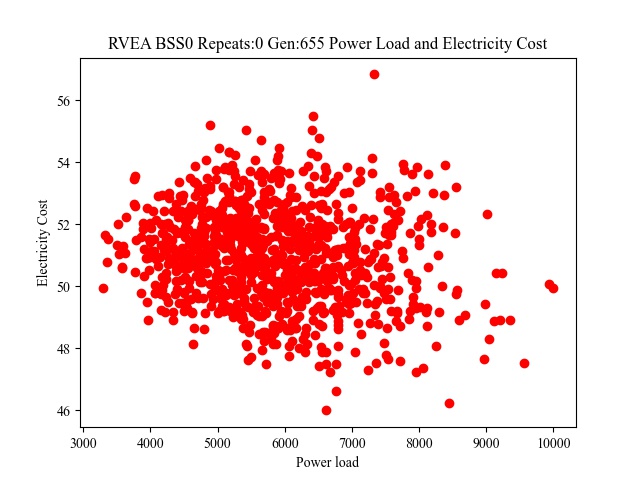 RVEA BSS0 Repeats:0 Gen:655 Power Load and Electricity Cost
56
54
52
50
48
46
Electricity Cost
3000 4000 5000 6000 7000 8000 9000 10000
Power load